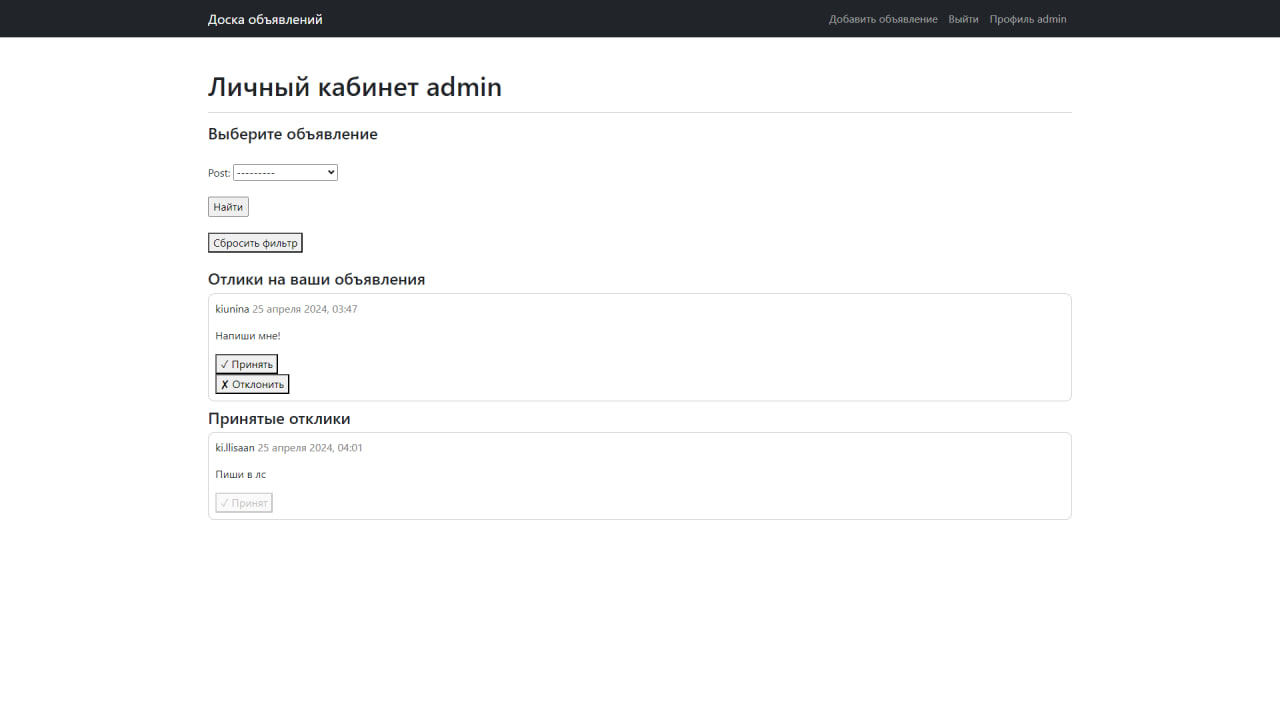 Доска объявлений
Добавить объявление Выйти Профиль admin
Личный кабинет admin
Выберите объявление
Post: ---------
Найти
Сбросить фильтр
Отлики на ваши объявления
kiunina 25 апреля 2024, 03:47
Напиши мне!
✓ Принять
✗ Отклонить
Принятые отклики
ki.llisaan 25 апреля 2024, 04:01
Пиши в лс
✓ Принят